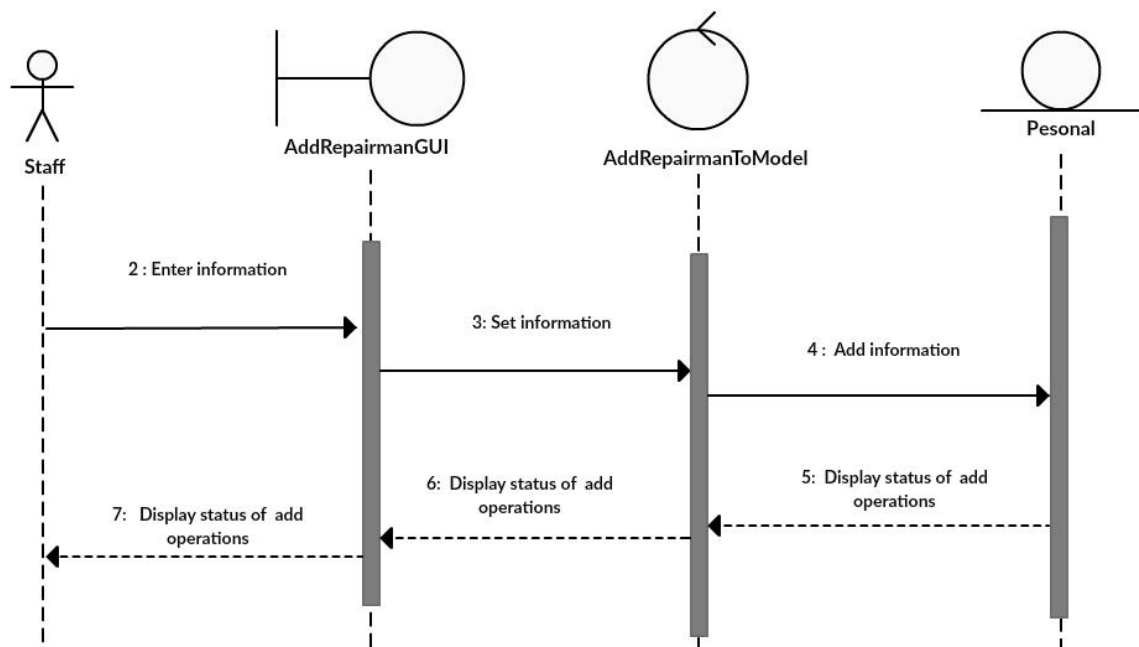 Staff
AddRepairmanGUI
AddRepairmanToModel
Pesonal
2 : Enter information
3: Set information
4 : Add information
5: Display status of add
operations
6: Display status of add
operations
7: Display status of add
operations